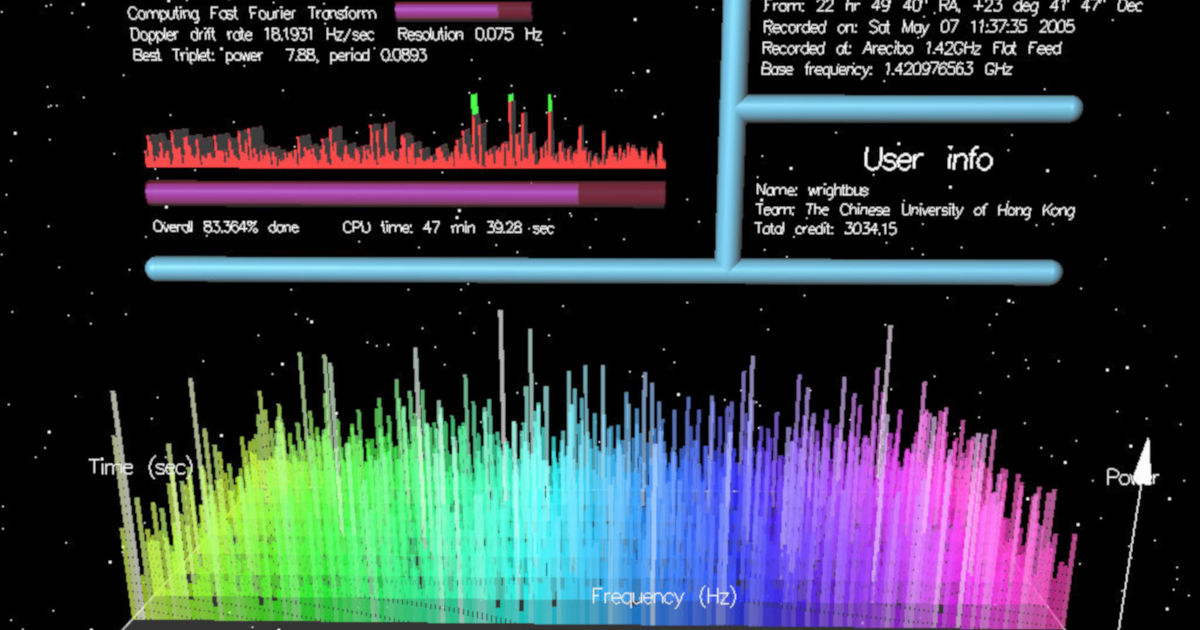 Computing Fast Fourier Transform
Doppler drift rate 18.1931 Hz/sec Resolution 0.075 Hz
Best Triplet: power 7.88, period 0.0893
Overall 83.364% done CPU time: 47 min 39.28 sec
From: 22 hr 49 40' RA, +23 deg 41' 47" Dec
Recorded on: Sat May 07 11:37:35 2005
Recorded at: Arecibo 1.42GHz Flat Feed
Base frequency: 1.420976563 GHz
User info
Name: wrightbus
Team: The Chinese University of Hong Kong
Total credit: 3034.15
Time (sec)
Power
Frequency (Hz)